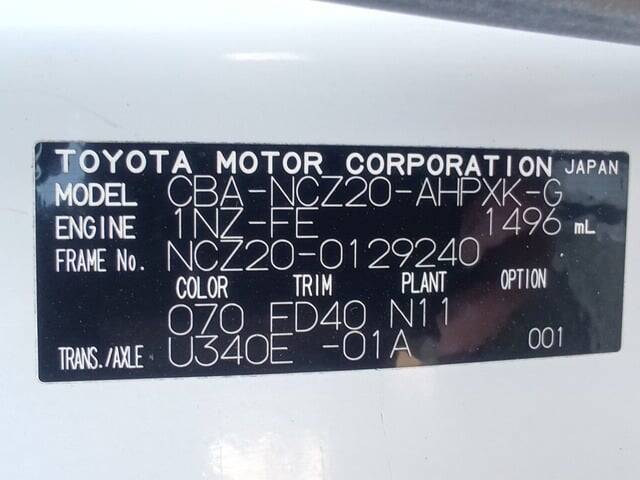 TOYOTA MOTOR CORPORATION JAPAN
MODEL CBA-NCZ20-AHPXK-G
ENGINE 1NZ-FE 1496 mL
FRAME No. NCZ20-0129240
COLOR TRIM PLANT OPTION
070 FD40 N11
TRANS./AXLE U340E -01A 001